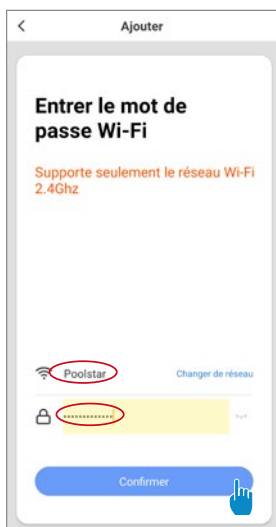 Ajouter
Entrer le mot de
passe Wi-Fi
Supporte seulement le réseau Wi-Fi
2.4Ghz
Poolstar Changer de réseau
•••••••••••••
Confirmer